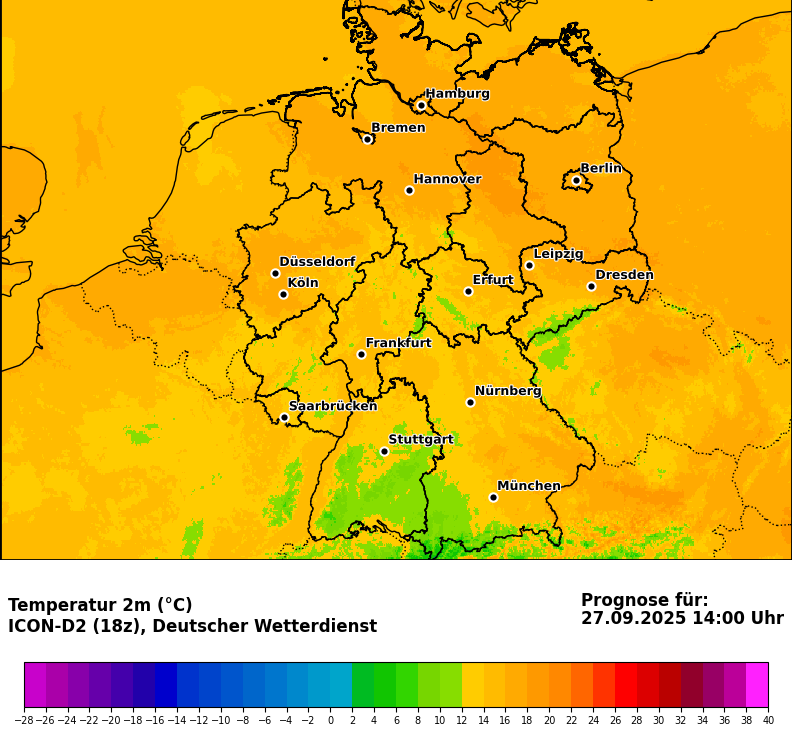 Hamburg
Bremen
Berlin
Hannover
Leipzig
Düsseldorf
Dresden
Köln
Erfurt
Frankfurt
Nürnberg
Saarbrücken
Stuttgart
München
Temperatur 2m (°C)
ICON-D2 (18z), Deutscher Wetterdienst
Prognose für:
27.09.2025 14:00 Uhr
−28 −26 −24 −22 −20 −18 −16 −14 −12 −10 −8 −6 −4 −2 0 2 4 6 8 10 12 14 16 18 20 22 24 26 28 30 32 34 36 38 40